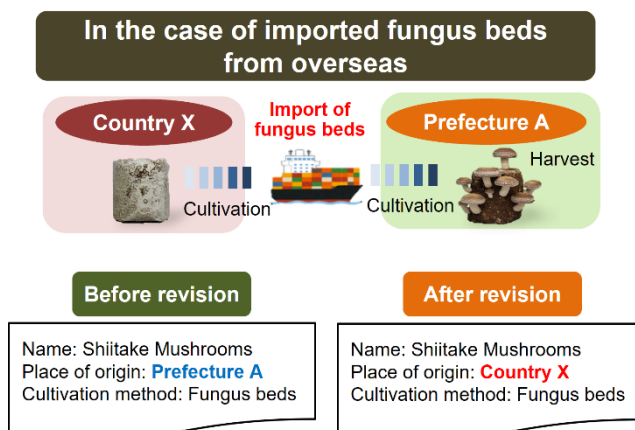 In the case of imported fungus beds
from overseas
Country X
Import of
fungus beds
Prefecture A
Harvest
Cultivation
Cultivation
Before revision
After revision
Name: Shiitake Mushrooms
Place of origin: Prefecture A
Cultivation method: Fungus beds
Name: Shiitake Mushrooms
Place of origin: Country X
Cultivation method: Fungus beds